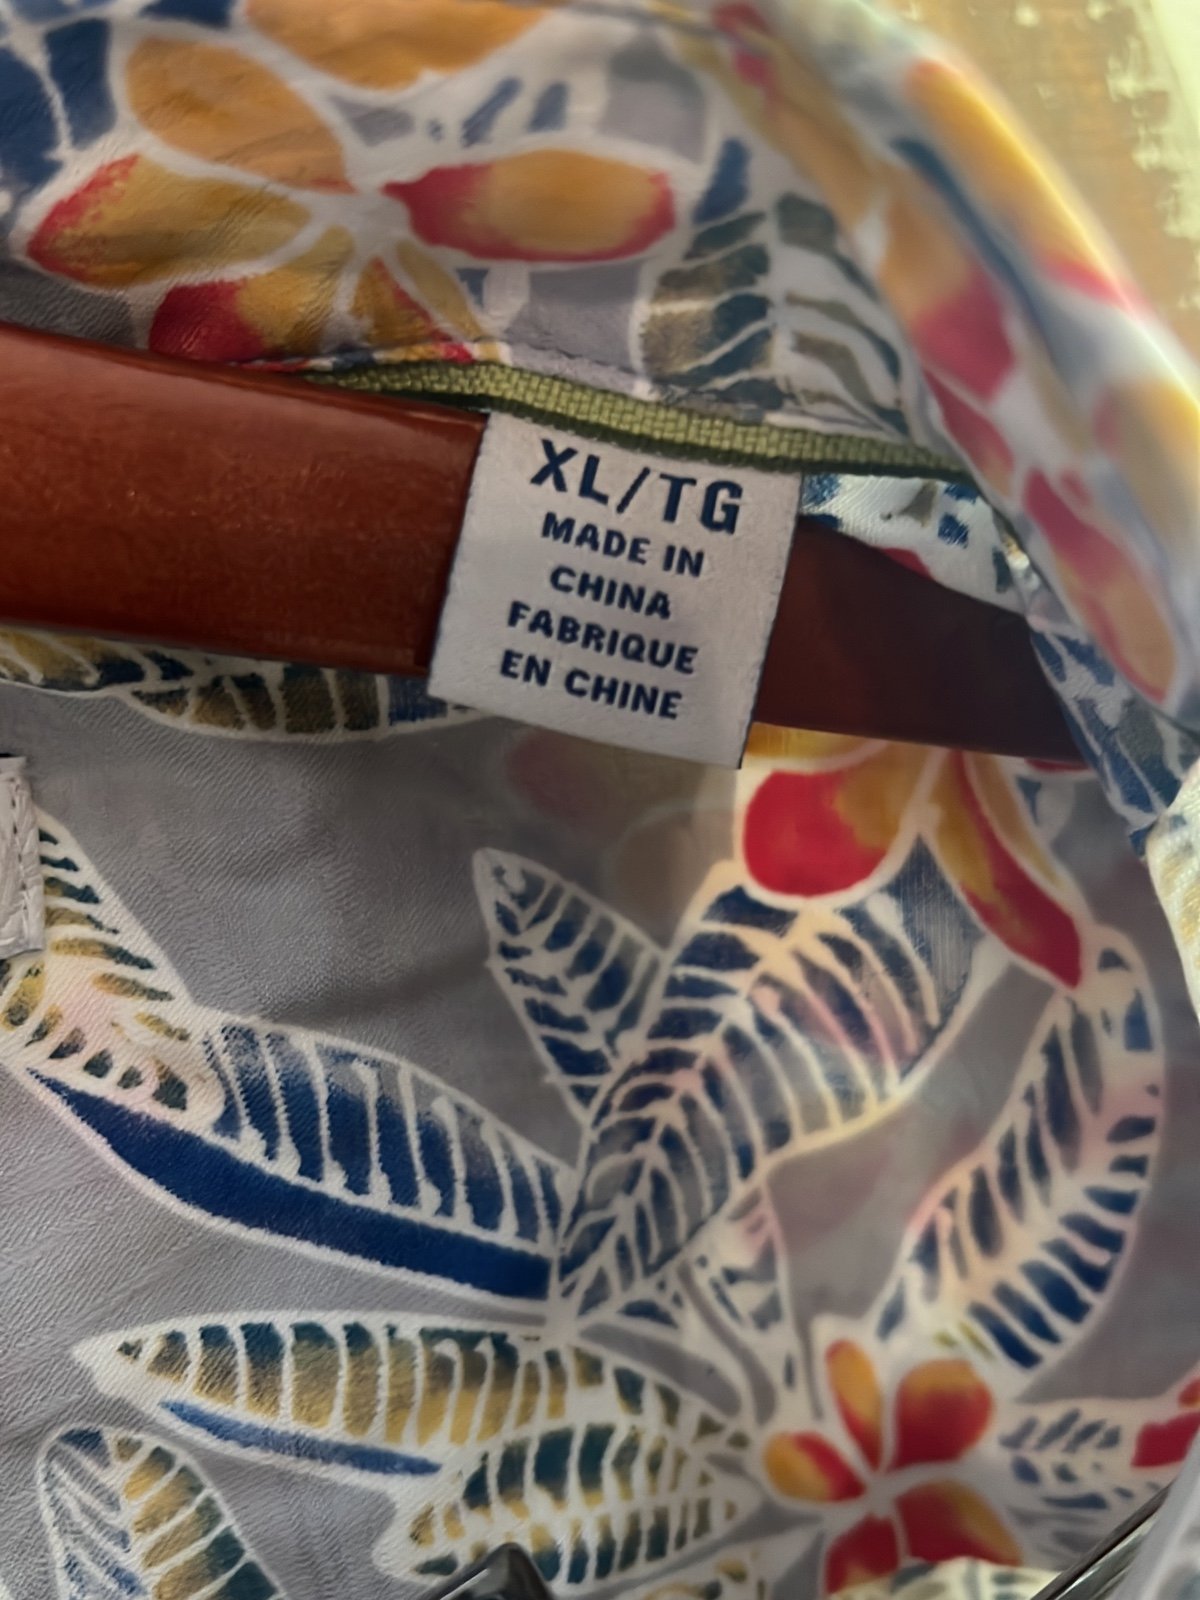 XL/TG
MADE IN
CHINA
FABRIQUE
EN CHINE